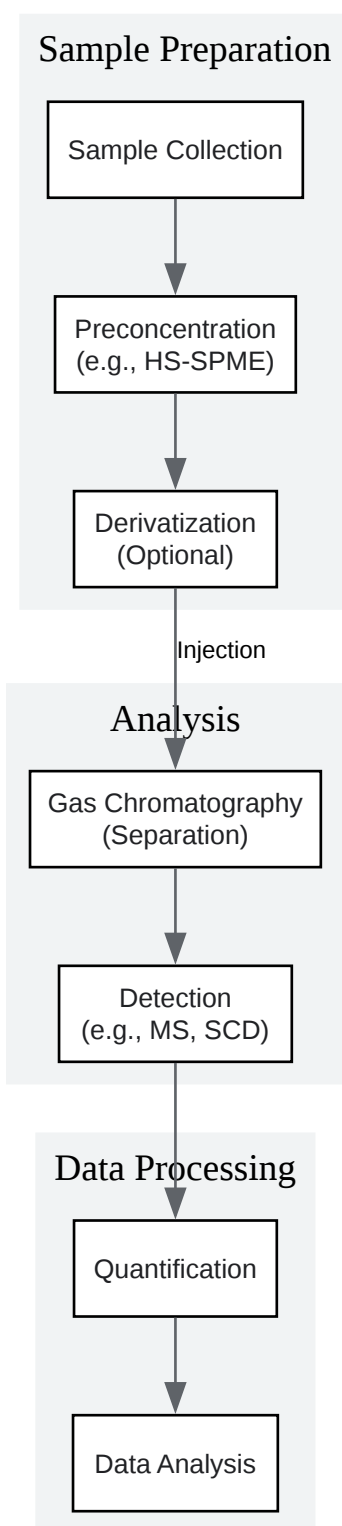 Sample Preparation
Sample Collection
Preconcentration
(e.g., HS-SPME)
Derivatization
(Optional)
Injection
Analysis
Gas Chromatography
(Separation)
Detection
(e.g., MS, SCD)
Data Processing
Quantification
Data Analysis